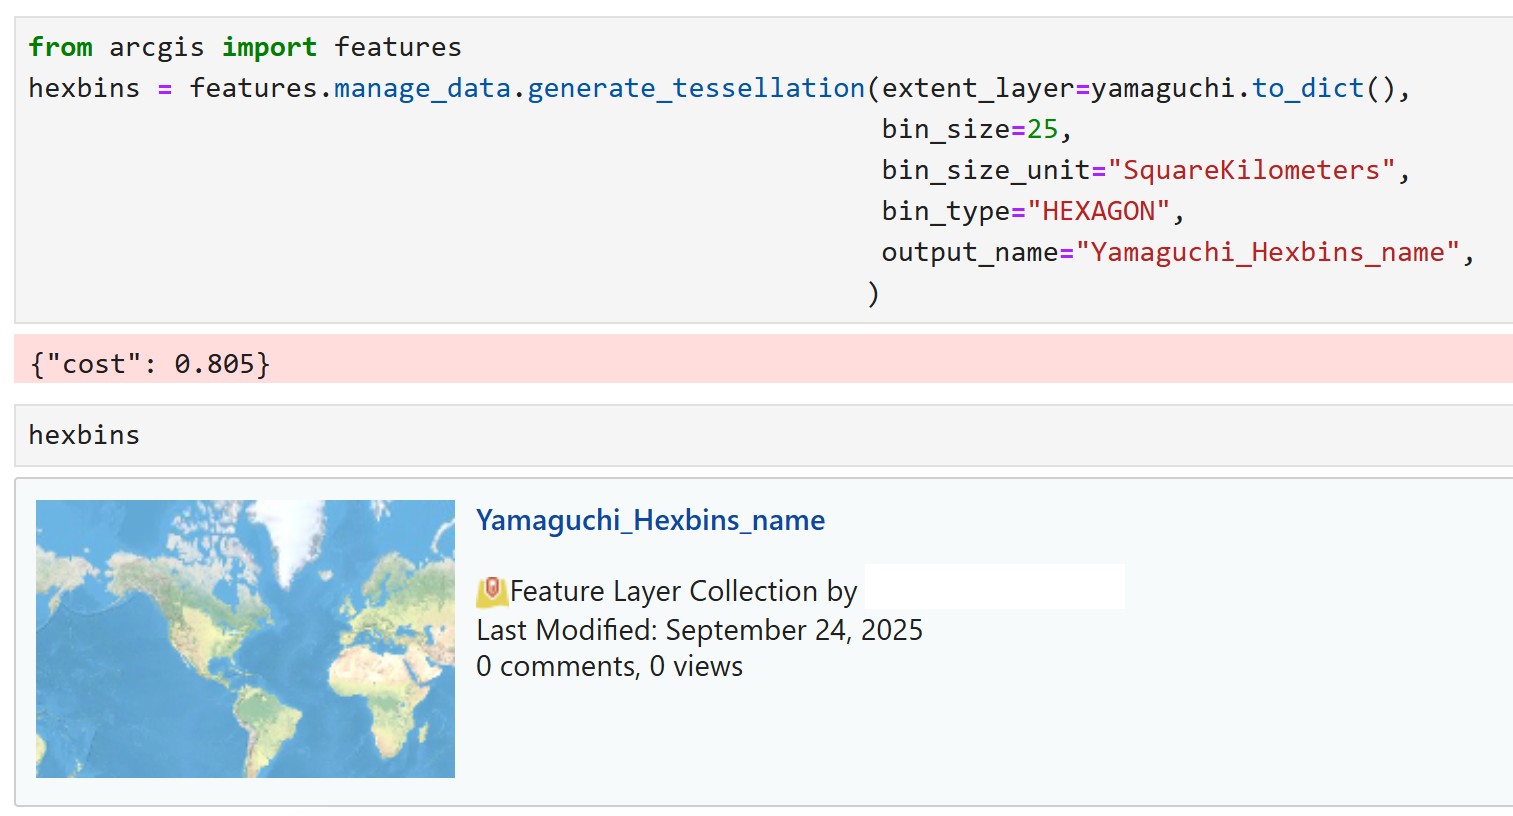 from arcgis import features
hexbins = features.manage_data.generate_tessellation(extent_layer=yamaguchi.to_dict(),
bin_size=25,
bin_size_unit="SquareKilometers",
bin_type="HEXAGON",
output_name="Yamaguchi_Hexbins_name",
)
{"cost": 0.805}
hexbins
Yamaguchi_Hexbins_name
Feature Layer Collection by
Last Modified: September 24, 2025
0 comments, 0 views